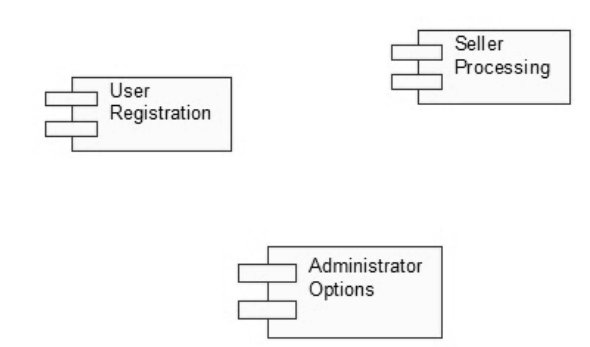 Seller
Processing
User
Registration
Administrator
Options